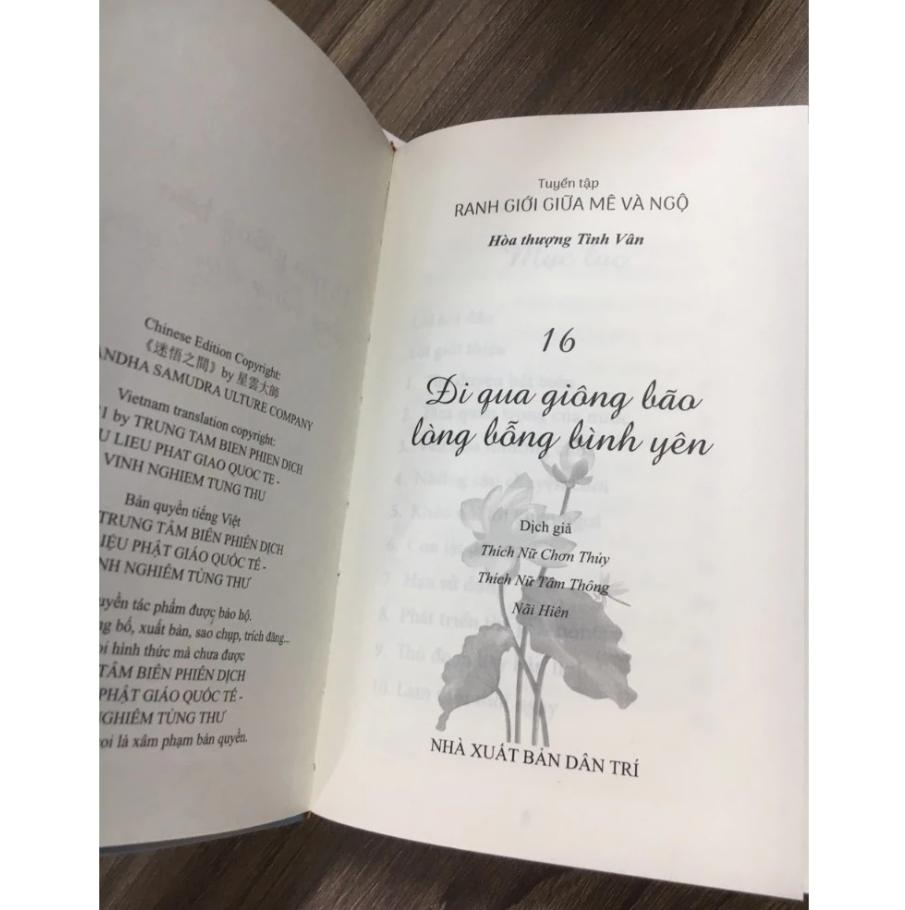 Chinese Edition Copyright:
《迷悟之間》by 星雲大師
ANDHA SAMUDRA ULTURE COMPANY
Vietnam translation copyright:
1 by TRUNG TAM BIEN PHIEN DICH
LIEU PHAT GIAO QUOC TE -
VINH NGHIEM TUNG THU
Bản quyền tiếng Việt
TRUNG TÂM BIÊN PHIÊN DỊCH
LIỆU PHẬT GIÁO QUỐC TẾ -
NH NGHIÊM TÙNG THƯ
quyền tác phẩm được bảo hộ.
ng bố, xuất bản, sao chụp, trích đăng...
hình thức mà chưa được
TÂM BIÊN PHIÊN DỊCH
PHẬT GIÁO QUỐC TẾ -
NGHIÊM TÙNG THƯ
coi là xâm phạm bản quyền.
Tuyển tập
RANH GIỚI GIỮA MÊ VÀ NGỘ
Hòa thượng Tinh Vân
16
Đi qua giông bão
lòng bỗng bình yên
Dịch giả
Thích Nữ Chơn Thúy
Thích Nữ Tâm Thông
Nãi Hiên
NHÀ XUẤT BẢN DÂN TRÍ